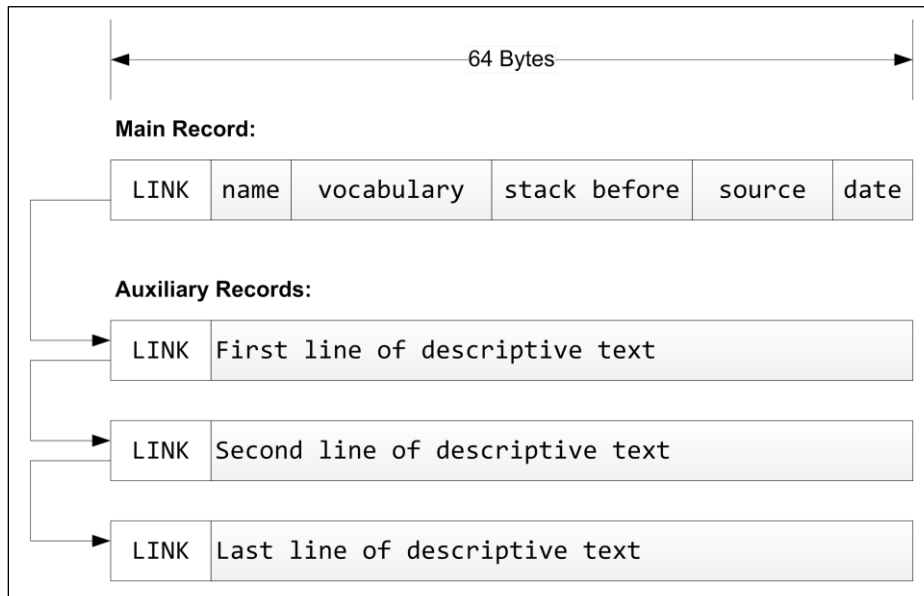 64 Bytes
Main Record:
LINK name vocabulary stack before source date
Auxiliary Records:
LINK First line of descriptive text
LINK Second line of descriptive text
LINK Last line of descriptive text